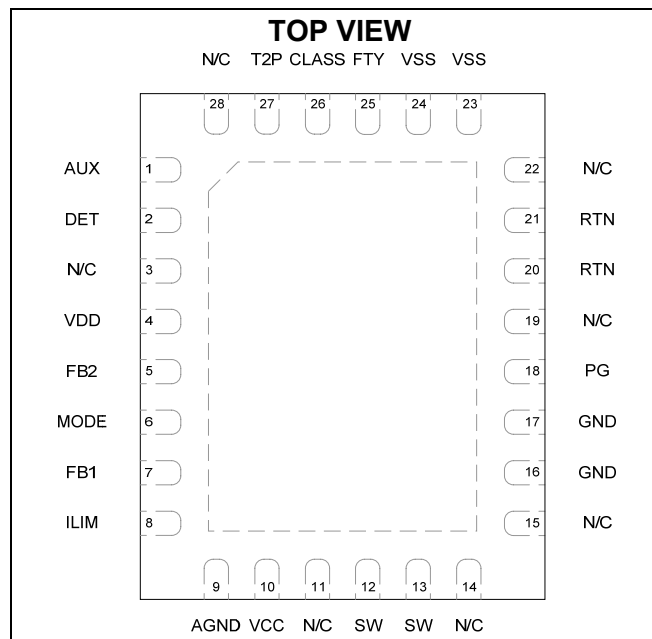 TOP VIEW
N/C T2P CLASS FTY VSS VSS
28 27 26 25 24 23
AUX 1 22 N/C
DET 2 21 RTN
N/C 3 20 RTN
VDD 4 19 N/C
FB2 5 18 PG
MODE 6 17 GND
FB1 7 16 GND
ILIM 8 15 N/C
9 10 11 12 13 14
AGND VCC N/C SW SW N/C